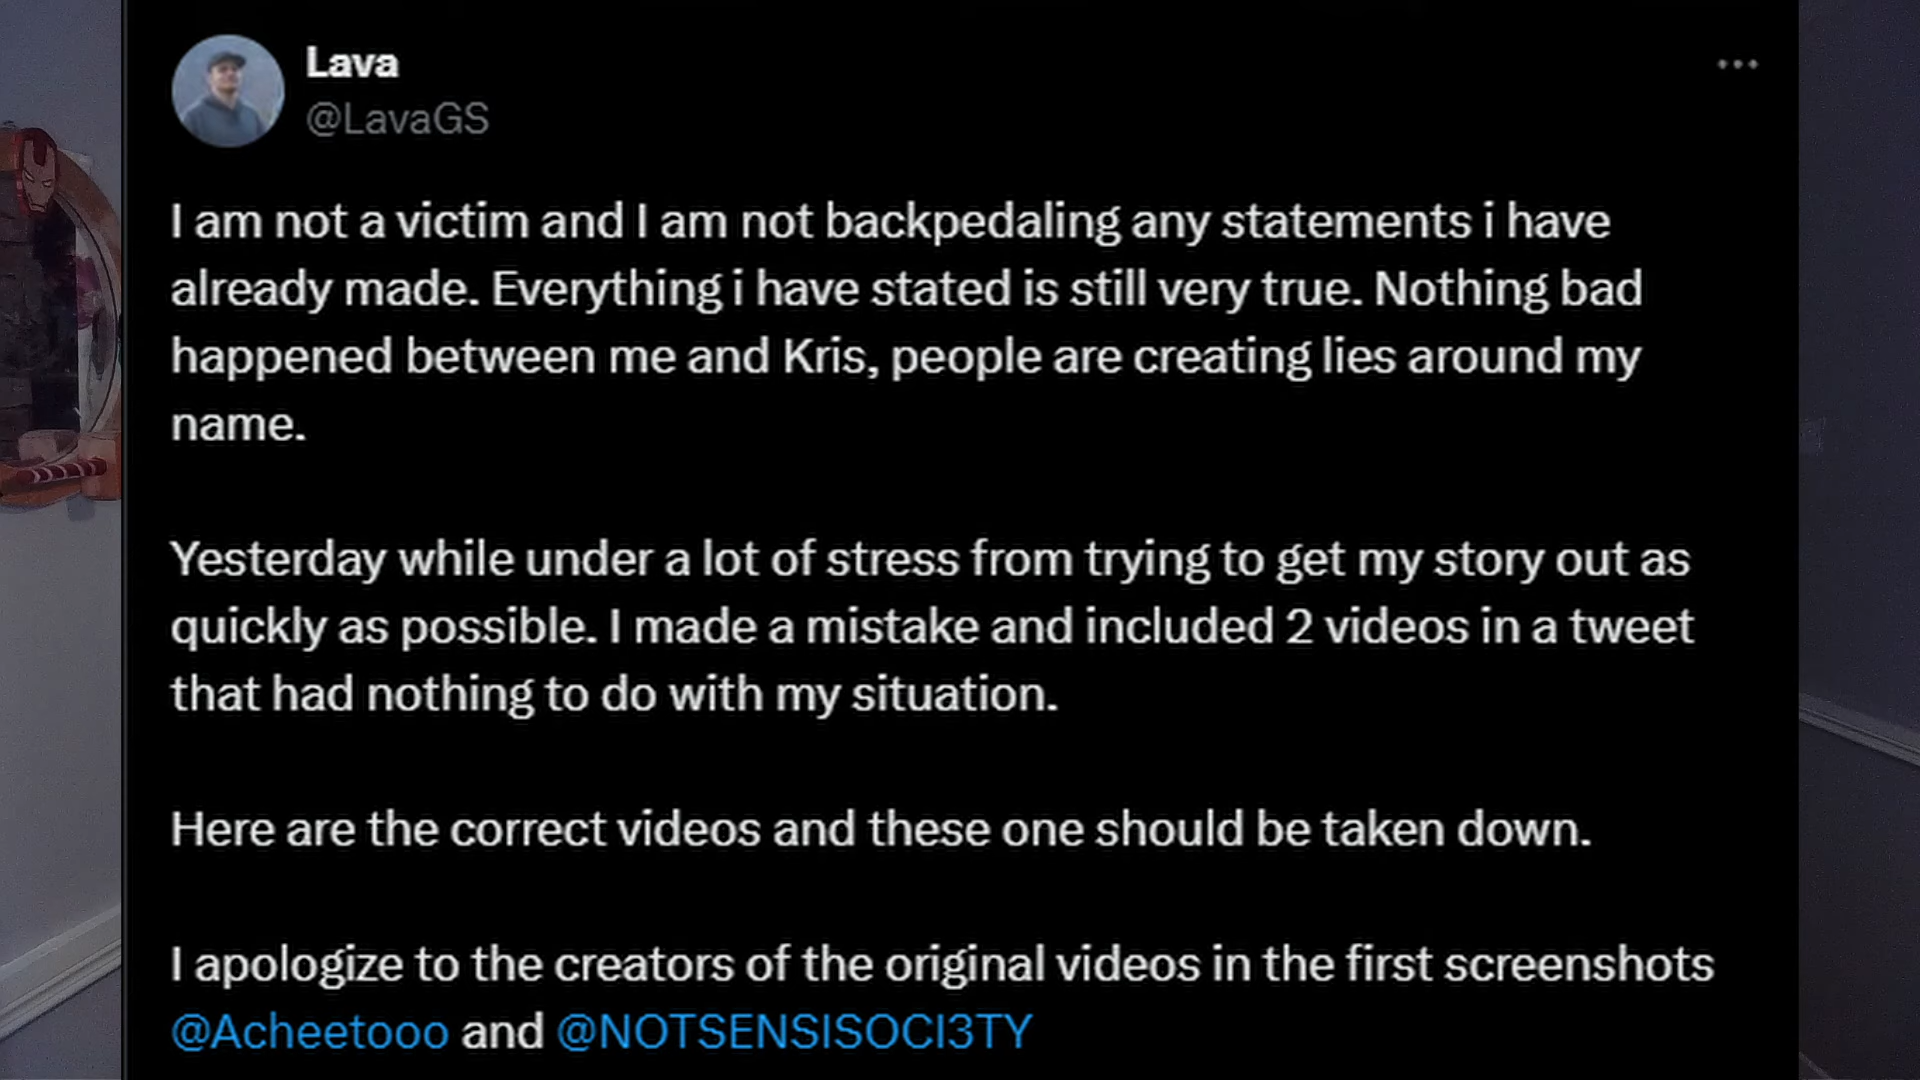 Lava
@LavaGS
I am not a victim and I am not backpedaling any statements i have
already made. Everything i have stated is still very true. Nothing bad
happened between me and Kris, people are creating lies around my
name.
Yesterday while under a lot of stress from trying to get my story out as
quickly as possible. I made a mistake and included 2 videos in a tweet
that had nothing to do with my situation.
Here are the correct videos and these one should be taken down.
I apologize to the creators of the original videos in the first screenshots
@Acheetooo and @NOTSENSISOCI3TY